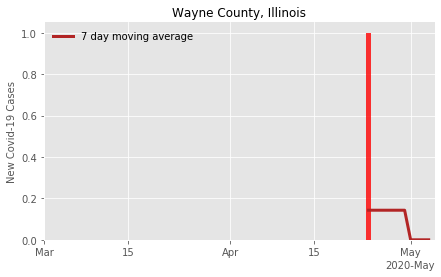 Wayne County, Illinois
7 day moving average
New Covid-19 Cases
1.0
0.8
0.6
0.4
0.2
0.0
Mar 15 Apr 15 May
2020-May